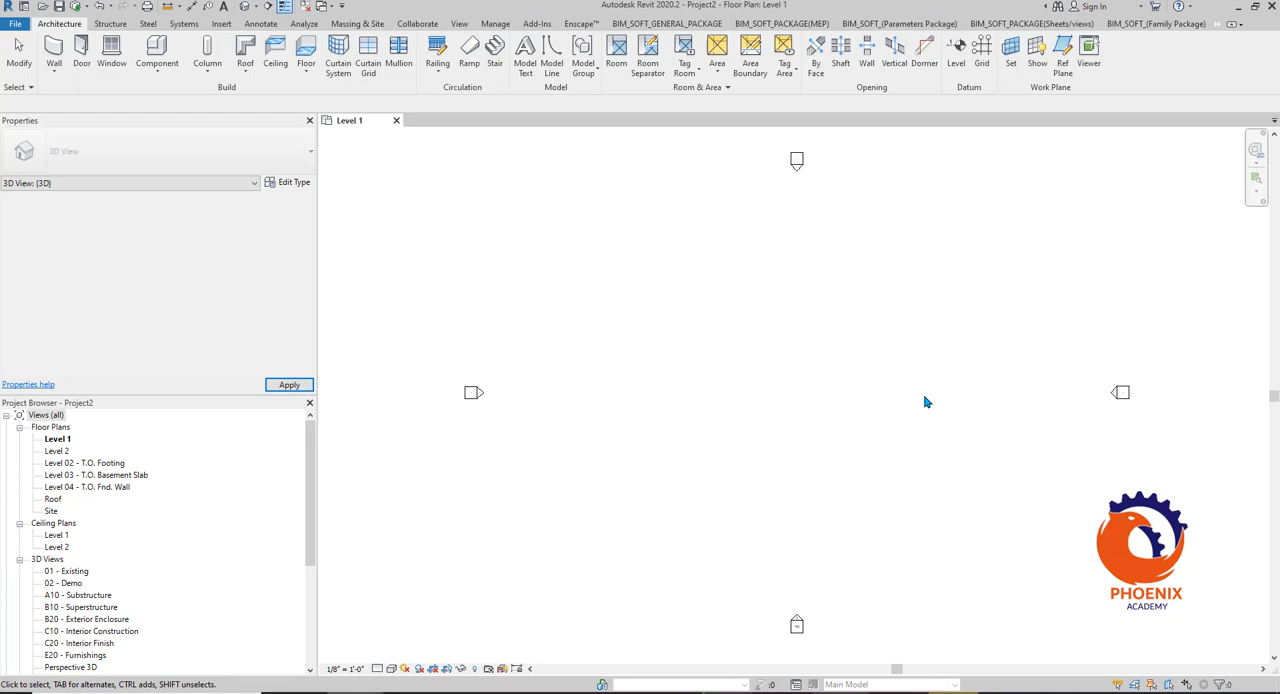 Autodesk Revit 2020.2 - Project2 - Floor Plan: Level 1
Sign In
File Architecture Structure Steel Systems Insert Annotate Analyze Massing & Site Collaborate View Manage Add-Ins Enscape™ BIM_SOFT_GENERAL_PACKAGE BIM_SOFT_PACKAGE(MEP) BIM_SOFT_(Parameters Package) BIM_SOFT_PACKAGE(Sheets/views) BIM_SOFT_(Family Package)
Modify Wall Door Window Component Column Roof Ceiling Floor Curtain System Curtain Grid Mullion Railing Ramp Stair Model Text Model Line Model Group Room Room Separator Tag Room Area Area Boundary Tag Area By Face Shaft Wall Vertical Dormer Level Grid Set Show Ref Plane Viewer
Select Build Circulation Model Room & Area Opening Datum Work Plane
Properties
Level 1
3D View
3D View: {3D}
Edit Type
Properties help
Apply
Project Browser - Project2
Views (all)
Floor Plans
Level 1
Level 2
Level 02 - T.O. Footing
Level 03 - T.O. Basement Slab
Level 04 - T.O. Fnd. Wall
Roof
Site
Ceiling Plans
Level 1
Level 2
3D Views
01 - Existing
02 - Demo
A10 - Substructure
B10 - Superstructure
B20 - Exterior Enclosure
C10 - Interior Construction
C20 - Interior Finish
E20 - Furnishings
Perspective 3D
PHOENIX
ACADEMY
1/8" = 1'-0"
Click to select, TAB for alternates, CTRL adds, SHIFT unselects.
:0
Main Model
:0